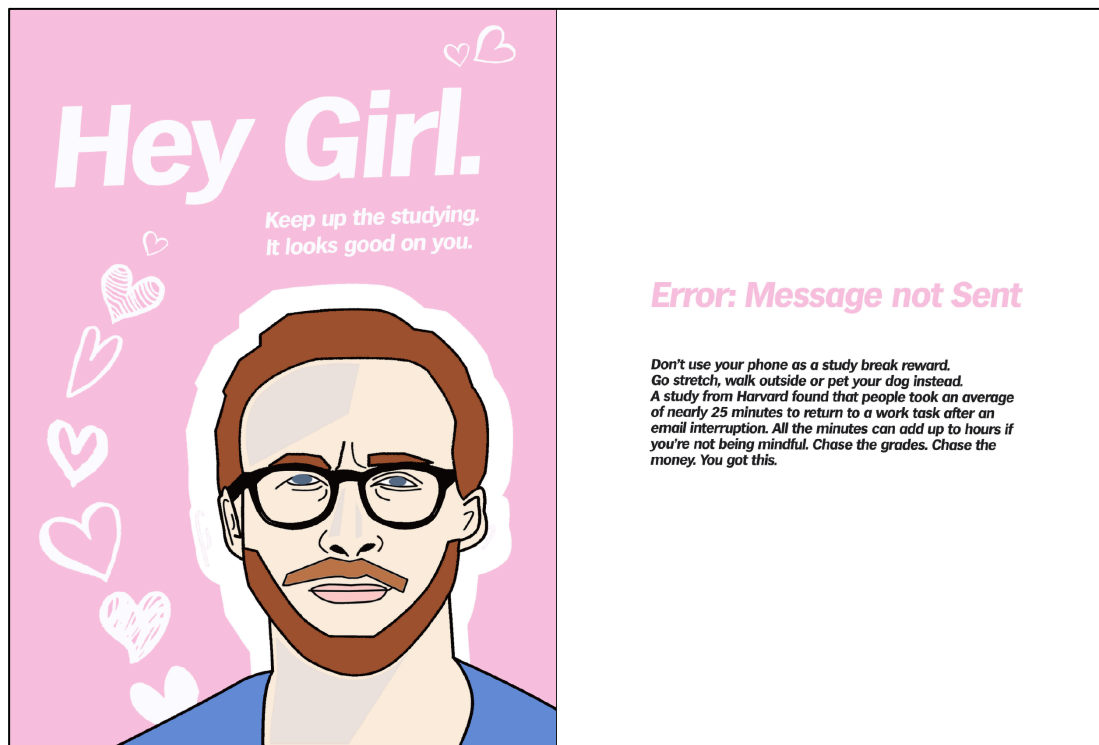 Hey Girl.
Keep up the studying.
It looks good on you.
Error: Message not Sent
Don't use your phone as a study break reward.
Go stretch, walk outside or pet your dog instead.
A study from Harvard found that people took an average
of nearly 25 minutes to return to a work task after an
email interruption. All the minutes can add up to hours if
you're not being mindful. Chase the grades. Chase the
money. You got this.